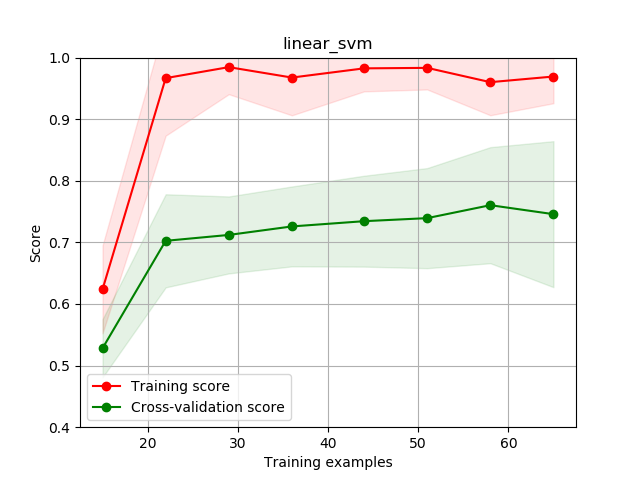 linear_svm
1.0
0.9
0.8
0.7
0.6
0.5
0.4
Score
Training score
Cross-validation score
20 30 40 50 60
Training examples